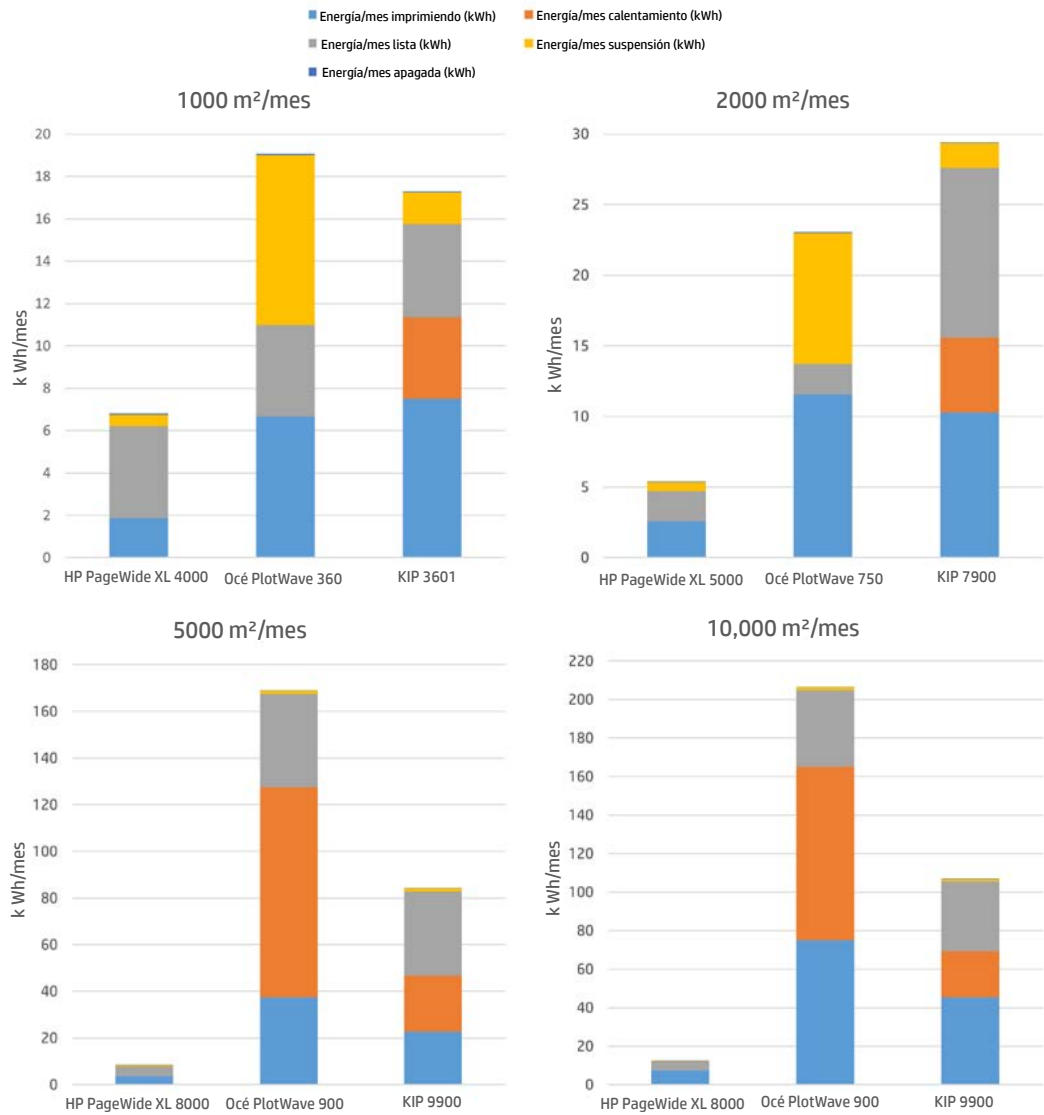 Energía/mes imprimiendo (kWh) Energía/mes calentamiento (kWh)
Energía/mes lista (kWh) Energía/mes suspensión (kWh)
Energía/mes apagada (kWh)
1000 m²/mes
20
18
16
14
12
10
8
6
4
2
0
k Wh/mes
HP PageWide XL 4000 Océ PlotWave 360 KIP 3601
2000 m²/mes
30
25
20
15
10
5
0
k Wh/mes
HP PageWide XL 5000 Océ PlotWave 750 KIP 7900
5000 m²/mes
180
160
140
120
100
80
60
40
20
0
k Wh/mes
HP PageWide XL 8000 Océ PlotWave 900 KIP 9900
10,000 m²/mes
220
200
180
160
140
120
100
80
60
40
20
0
k Wh/mes
HP PageWide XL 8000 Océ PlotWave 900 KIP 9900